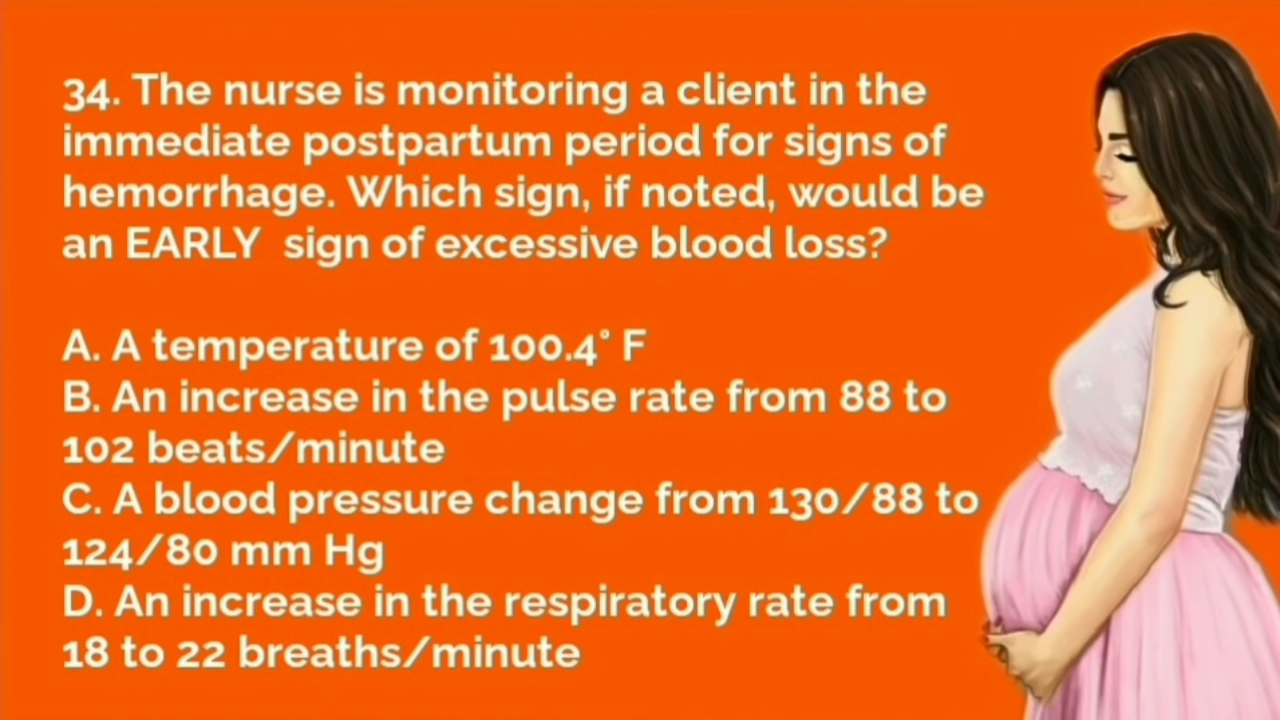 34. The nurse is monitoring a client in the
immediate postpartum period for signs of
hemorrhage. Which sign, if noted, would be
an EARLY sign of excessive blood loss?
A. A temperature of 100.4° F
B. An increase in the pulse rate from 88 to
102 beats/minute
C. A blood pressure change from 130/88 to
124/80 mm Hg
D. An increase in the respiratory rate from
18 to 22 breaths/minute